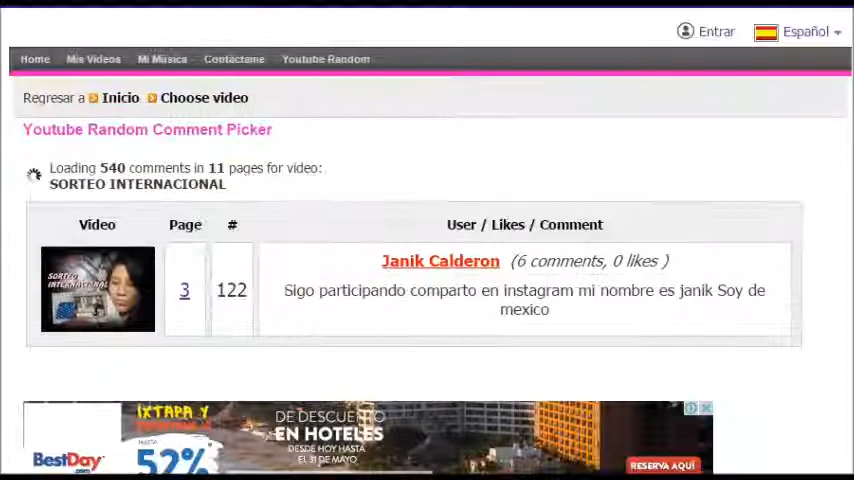 Entrar
Español
Home Mis Videos Mi Música Contáctame Youtube Random
Regresar a Inicio Choose video
Youtube Random Comment Picker
Loading 540 comments in 11 pages for video:
SORTEO INTERNACIONAL
Video Page # User / Likes / Comment
SORTEO
INTERNACIONAL
3 122
Janik Calderon (6 comments, 0 likes )
Sigo participando comparto en instagram mi nombre es janik Soy de
mexico
IXTAPA Y
HASTA
52%
DE DESCUENTO
EN HOTELES
DESDE HOY HASTA
EL 31 DE MAYO
BestDay
.com
RESERVA AQUÍ